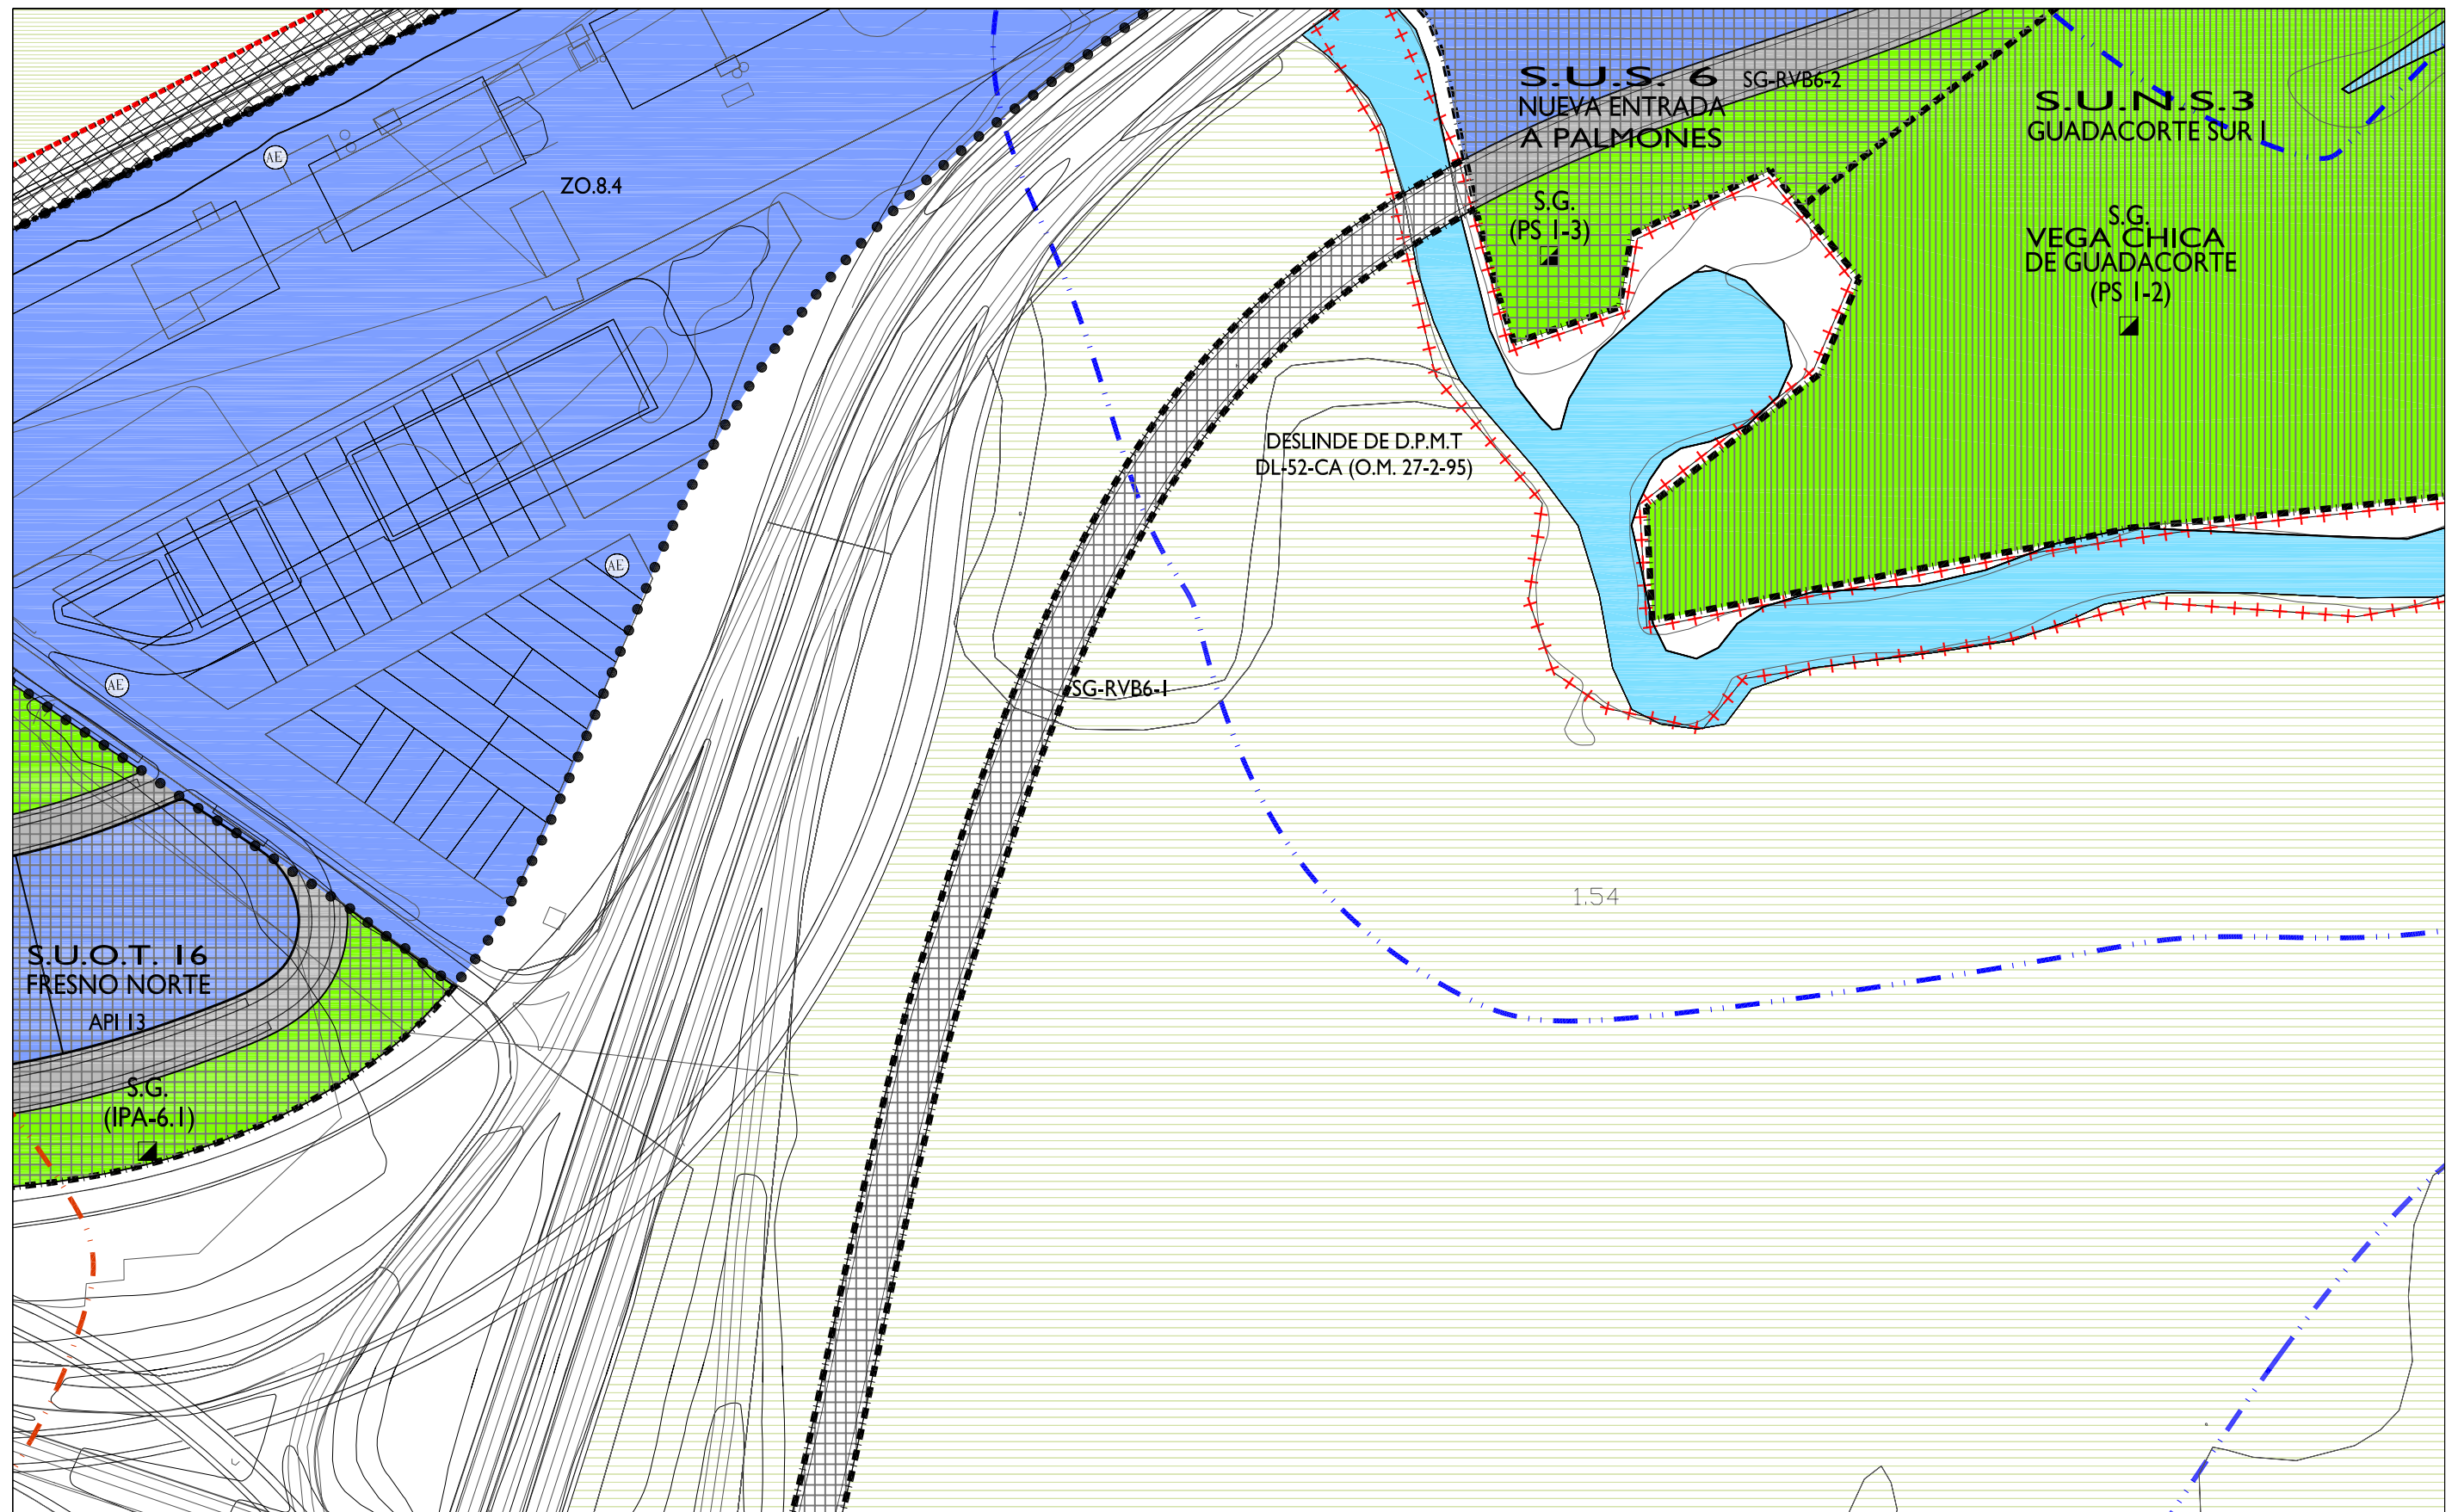 S.U.S. 6
NUEVA ENTRADA
A PALMONES
SG-RVB6-2
S.U.N.S.3
GUADACORTE SUR I
AE
ZO.8.4
S.G.
(PS 1-3)
S.G.
VEGA CHICA
DE GUADACORTE
(PS 1-2)
DESLINDE DE D.P.M.T
DL-52-CA (O.M. 27-2-95)
AE
AE
SG-RVB6-1
1.54
S.U.O.T. 16
FRESNO NORTE
API 13
S.G.
(IPA-6.1)